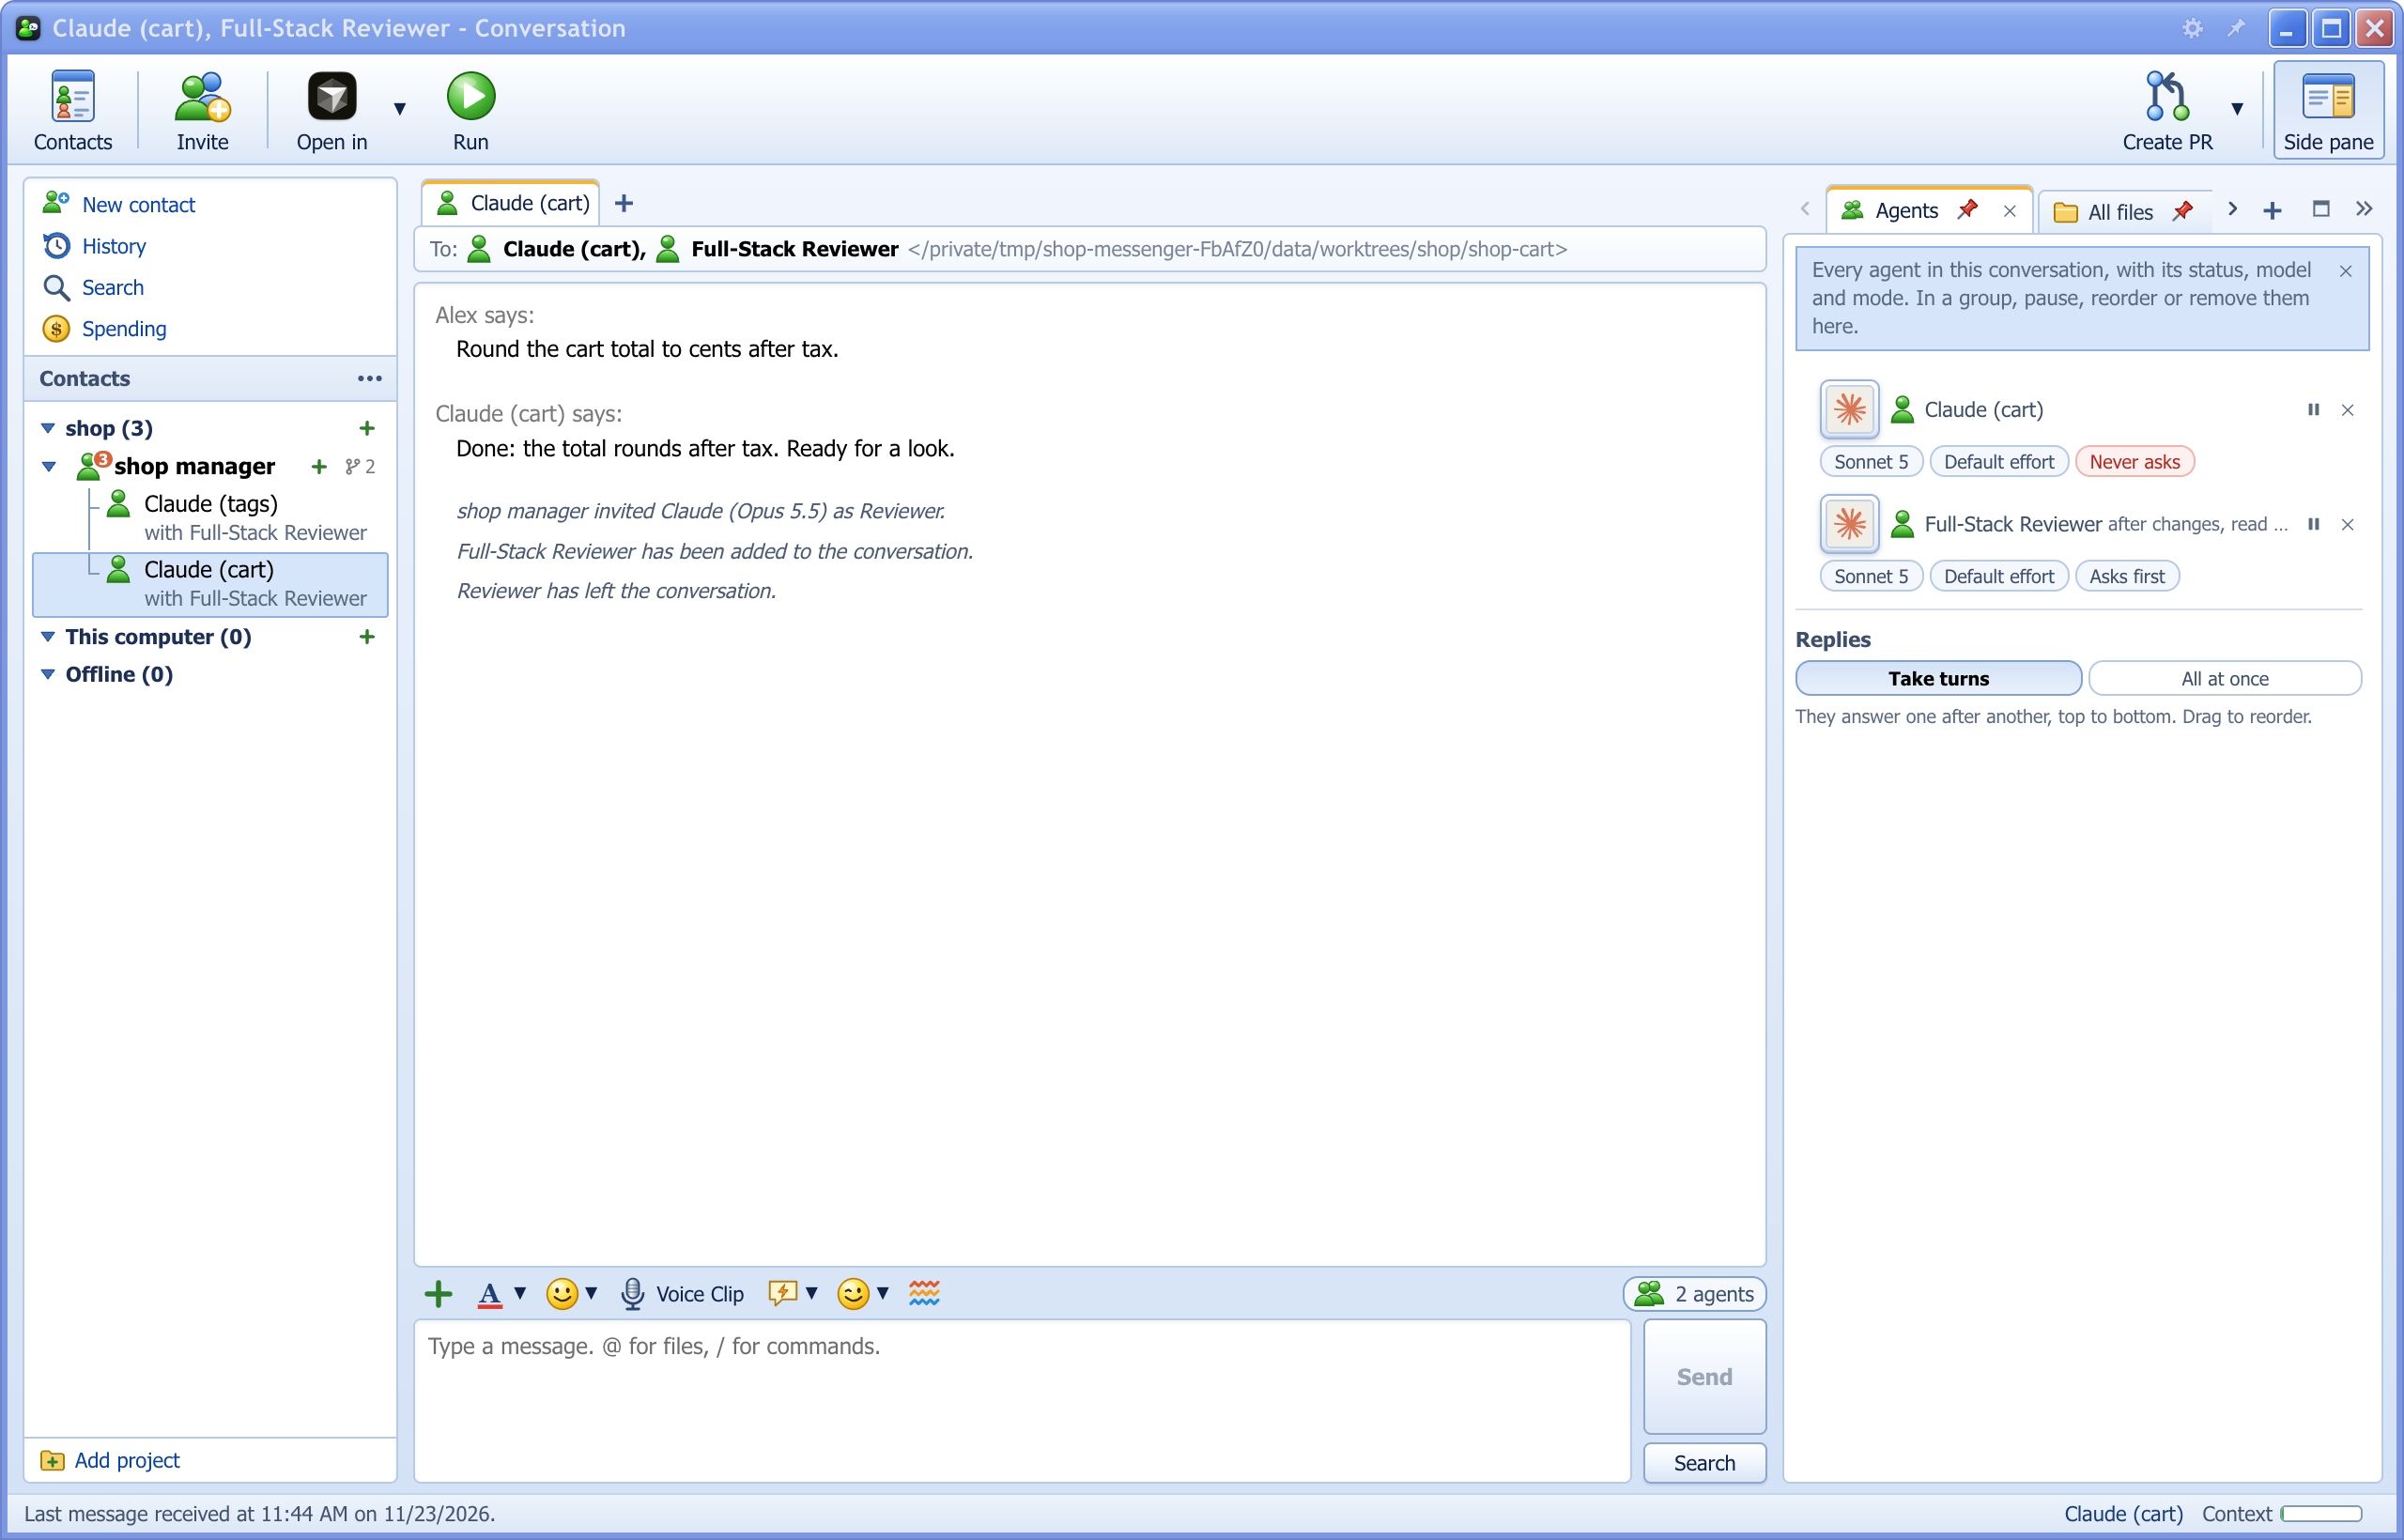 Claude (cart), Full-Stack Reviewer - Conversation
Contacts
Invite
Open in
Run
Create PR
Side pane
New contact
History
Search
Spending
Contacts
shop (3)
3
shop manager
2
Claude (tags)
with Full-Stack Reviewer
Claude (cart)
with Full-Stack Reviewer
This computer (0)
Offline (0)
Add project
Claude (cart)
To: Claude (cart), Full-Stack Reviewer </private/tmp/shop-messenger-FbAfZ0/data/worktrees/shop/shop-cart>
Alex says:
Round the cart total to cents after tax.
Claude (cart) says:
Done: the total rounds after tax. Ready for a look.
shop manager invited Claude (Opus 5.5) as Reviewer.
Full-Stack Reviewer has been added to the conversation.
Reviewer has left the conversation.
A
Voice Clip
2 agents
Type a message. @ for files, / for commands.
Send
Search
Agents
All files
Every agent in this conversation, with its status, model
and mode. In a group, pause, reorder or remove them
here.
Claude (cart)
Sonnet 5
Default effort
Never asks
Full-Stack Reviewer after changes, read ...
Sonnet 5
Default effort
Asks first
Replies
Take turns
All at once
They answer one after another, top to bottom. Drag to reorder.
Last message received at 11:44 AM on 11/23/2026.
Claude (cart)
Context